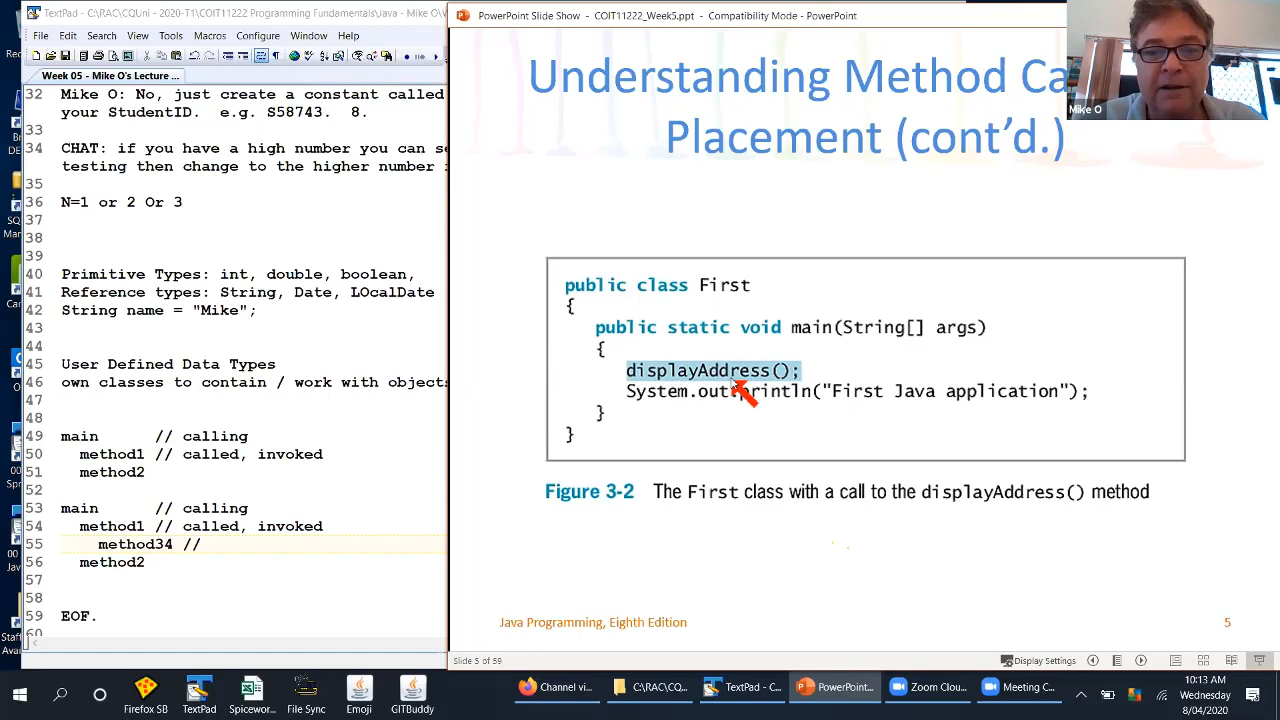 TextPad - C:\RAC\CQUni - 2020-T1\COIT11222 Programming Fundamentals\Java - Mike O's
File Edit Search View Tools Macros Configure Window Help
Week 05 - Mike O's Lecture ...
32 Mike O: No, just create a constant called
your StudentID. e.g. S58743. 8.
33
34 CHAT: if you have a high number you can se
testing then change to the higher number
35
36 N=1 or 2 Or 3
37
38
39
40 Primitive Types: int, double, boolean,
41 Reference types: String, Date, LOcalDate
42 String name = "Mike";
43
44
45 User Defined Data Types
46 own classes to contain / work with objects
47
48
49 main // calling
50 method1 // called, invoked
51 method2
52
53 main // calling
54 method1 // called, invoked
55 method34 //
56 method2
57
58
59 EOF.
60
PowerPoint Slide Show - COIT11222_Week5.ppt - Compatibility Mode - PowerPoint
Mike O
Understanding Method Ca
Placement (cont'd.)
public class First
{
public static void main(String[] args)
{
displayAddress();
System.out.println("First Java application");
}
}
Figure 3-2 The First class with a call to the displayAddress() method
Java Programming, Eighth Edition
5
Slide 5 of 59
Display Settings
Firefox SB
TextPad
Spicewor...
File Sync
Emoji
GITBuddy
Channel vi...
C:\RAC\CQ...
TextPad - C...
PowerPoint...
Zoom Clou...
Meeting C...
10:13 AM
Wednesday
8/04/2020